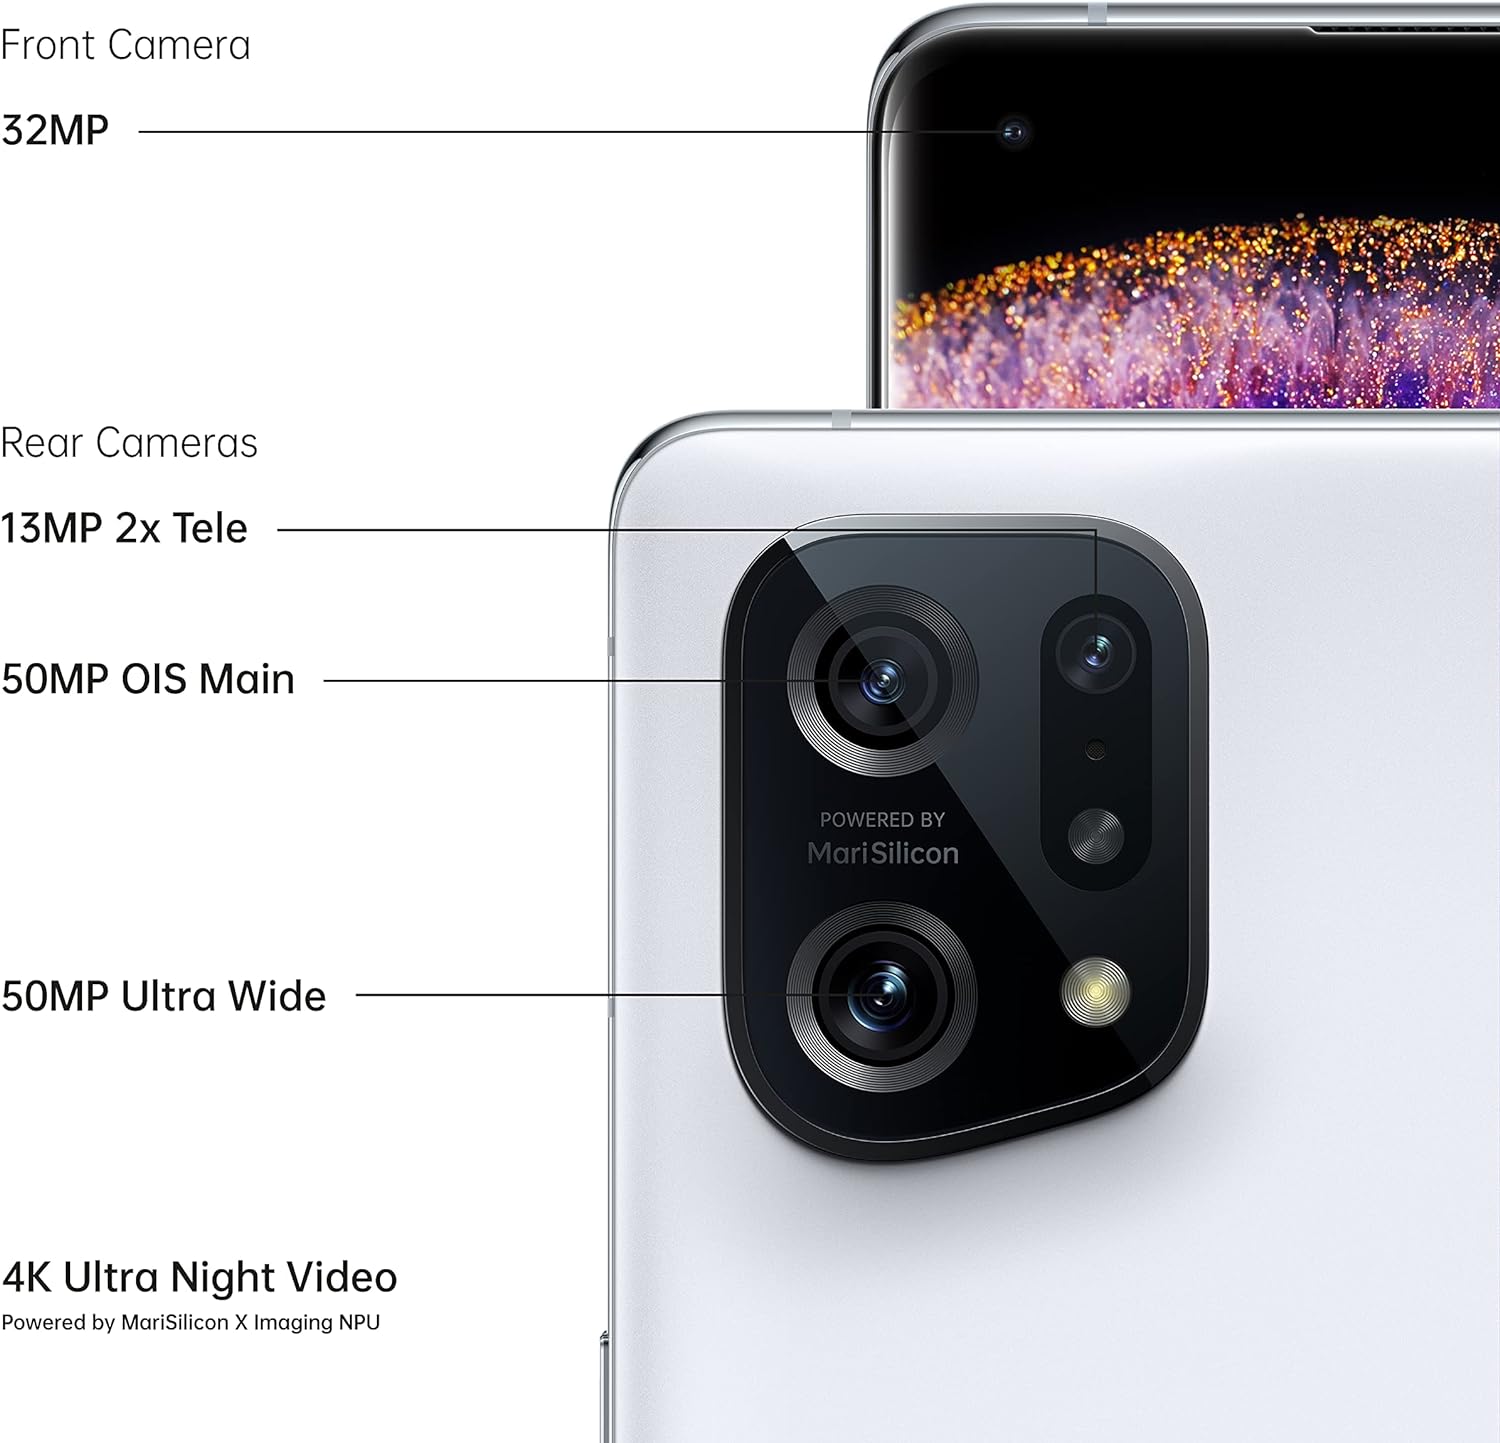 Front Camera
32MP
Rear Cameras
13MP 2x Tele
50MP OIS Main
POWERED BY
MariSilicon
50MP Ultra Wide
4K Ultra Night Video
Powered by MariSilicon X Imaging NPU